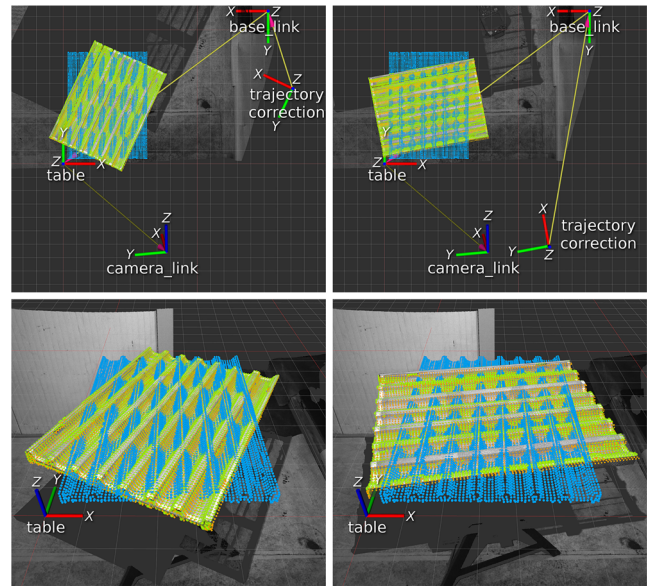 X Z
base_link
Y
X Z
trajectory
correction
Y
Y
Z X
table
Z
X
Y
camera_link
X Z
base_link
Y
Y
Z X
table
X
trajectory
correction
Y
Z
Z
X
Y
camera_link
Z Y
X
table
Z Y
X
table